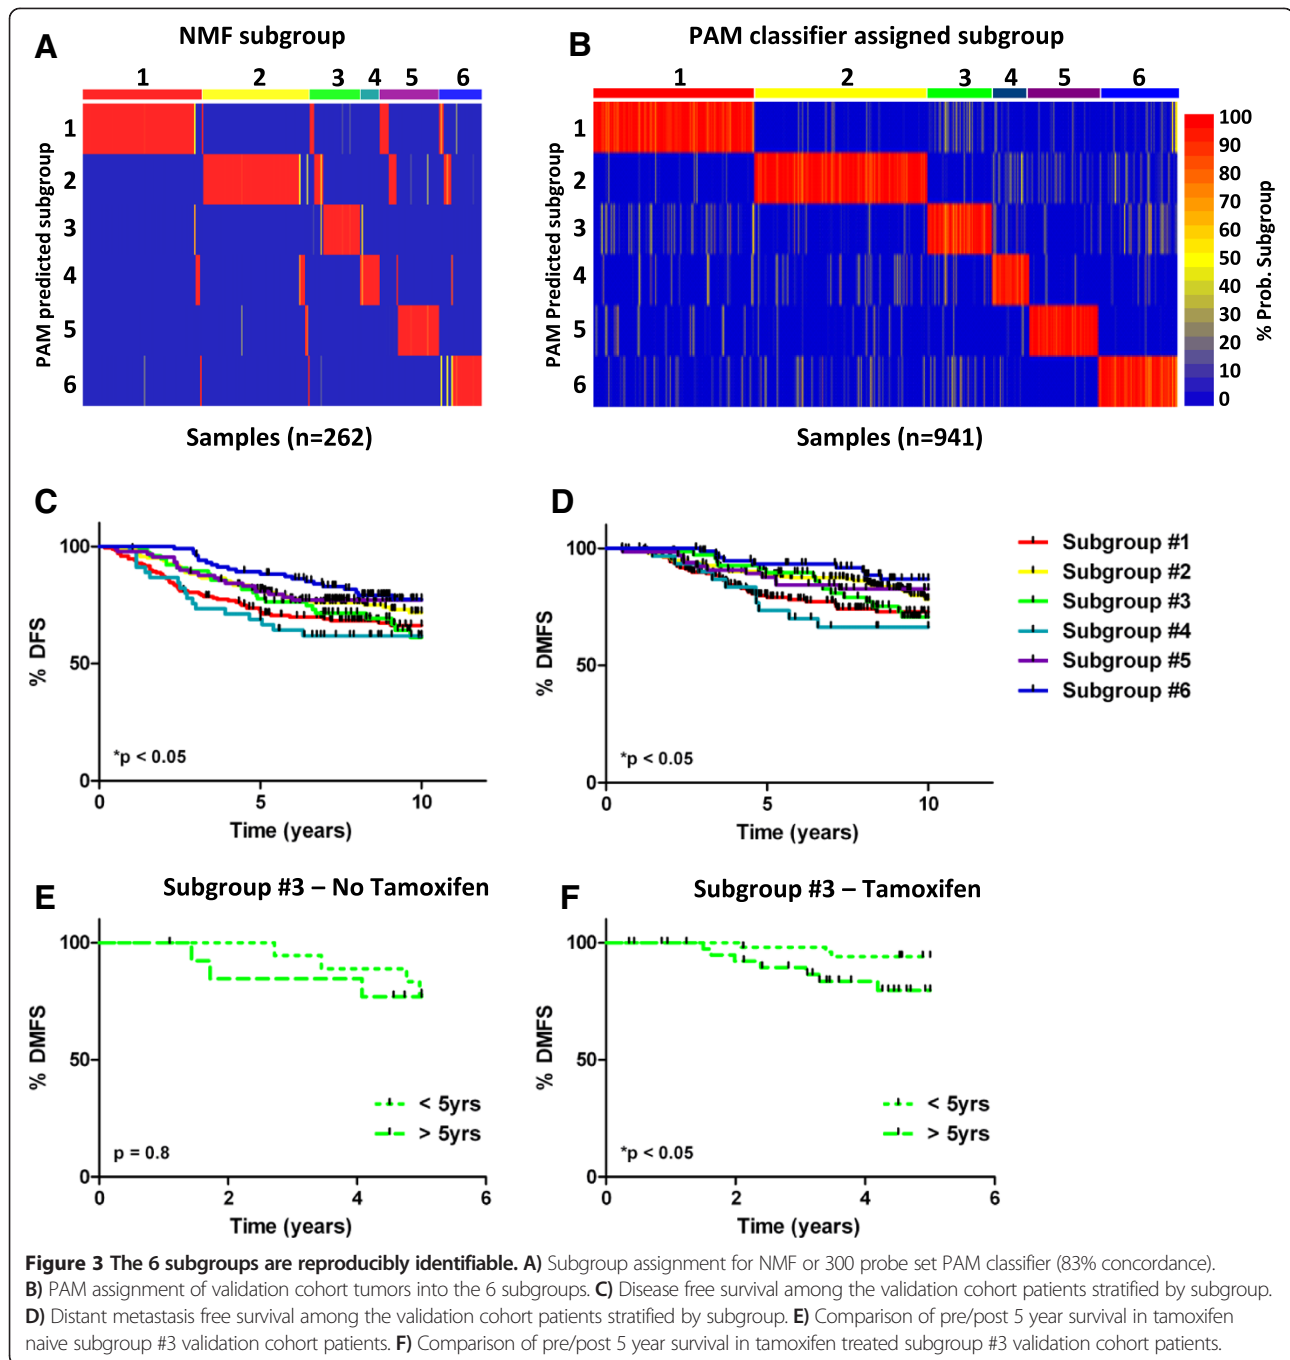 A
NMF subgroup
1 2 3 4 5 6
PAM predicted subgroup
1
2
3
4
5
6
Samples (n=262)
B
PAM classifier assigned subgroup
1 2 3 4 5 6
PAM Predicted subgroup
1
2
3
4
5
6
Samples (n=941)
100
90
80
70
60
50
40
30
20
10
0
% Prob. Subgroup
C
% DFS
100
50
0
*p < 0.05
0 5 10
Time (years)
D
% DMFS
100
50
0
*p < 0.05
0 5 10
Time (years)
Subgroup #1
Subgroup #2
Subgroup #3
Subgroup #4
Subgroup #5
Subgroup #6
E
Subgroup #3 – No Tamoxifen
% DMFS
100
50
0
< 5yrs
> 5yrs
p = 0.8
0 2 4 6
Time (years)
F
Subgroup #3 – Tamoxifen
% DMFS
100
50
0
< 5yrs
> 5yrs
*p < 0.05
0 2 4 6
Time (years)
Figure 3 The 6 subgroups are reproducibly identifiable. A) Subgroup assignment for NMF or 300 probe set PAM classifier (83% concordance).
B) PAM assignment of validation cohort tumors into the 6 subgroups. C) Disease free survival among the validation cohort patients stratified by subgroup.
D) Distant metastasis free survival among the validation cohort patients stratified by subgroup. E) Comparison of pre/post 5 year survival in tamoxifen
naive subgroup #3 validation cohort patients. F) Comparison of pre/post 5 year survival in tamoxifen treated subgroup #3 validation cohort patients.